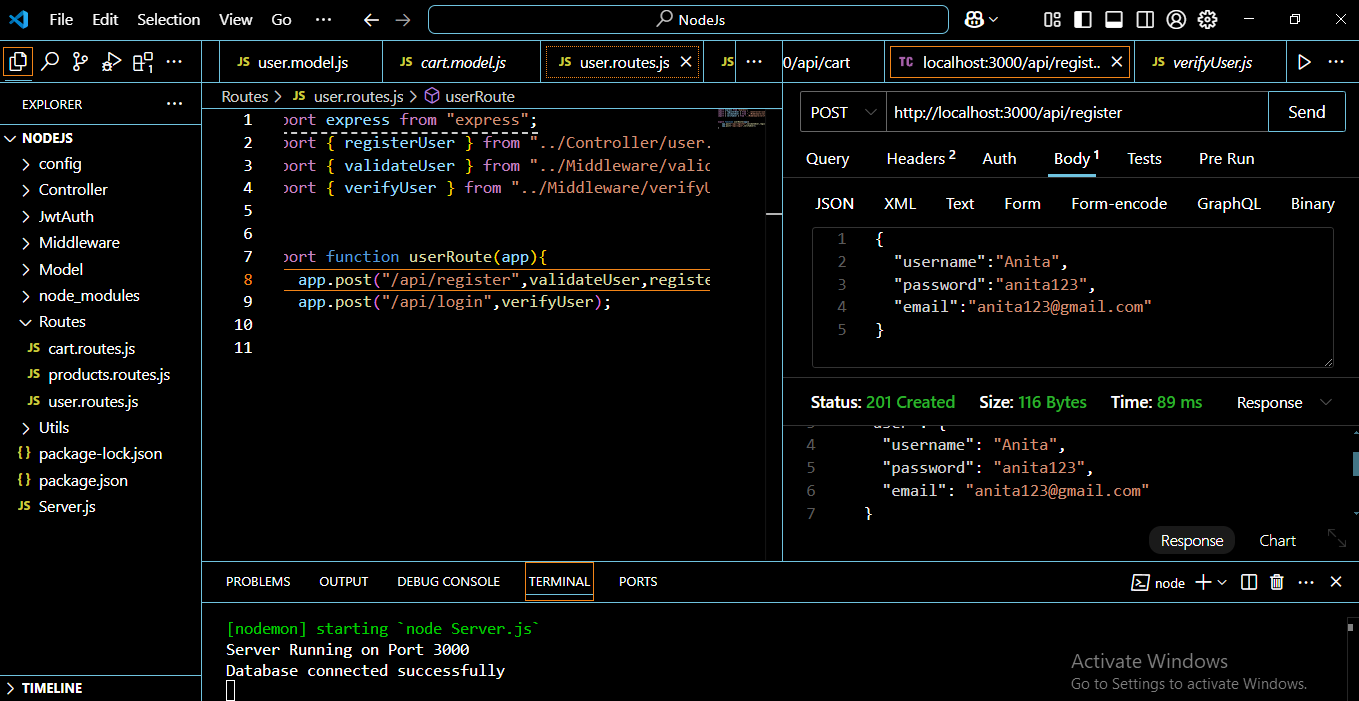 File Edit Selection View Go ··· NodeJs
JS user.model.js JS cart.model.js JS user.routes.js JS ··· 0/api/cart TC localhost:3000/api/regist.. JS verifyUser.js ···
EXPLORER ···
NODEJS
config
Controller
JwtAuth
Middleware
Model
node_modules
Routes
JS cart.routes.js
JS products.routes.js
JS user.routes.js
Utils
{} package-lock.json
{} package.json
JS Server.js
TIMELINE
Routes > JS user.routes.js > userRoute
1 port express from "express";
2 port { registerUser } from "../Controller/user.
3 port { validateUser } from "../Middleware/valid
4 port { verifyUser } from "../Middleware/verifyU
5
6
7 port function userRoute(app){
8 app.post("/api/register",validateUser,registe
9 app.post("/api/login",verifyUser);
10
11
POST http://localhost:3000/api/register Send
Query Headers 2 Auth Body 1 Tests Pre Run
JSON XML Text Form Form-encode GraphQL Binary
1 {
2 "username":"Anita",
3 "password":"anita123",
4 "email":"anita123@gmail.com"
5 }
Status: 201 Created Size: 116 Bytes Time: 89 ms Response
3 "user": {
4 "username": "Anita",
5 "password": "anita123",
6 "email": "anita123@gmail.com"
7 }
Response Chart
PROBLEMS OUTPUT DEBUG CONSOLE TERMINAL PORTS node ···
[nodemon] starting `node Server.js`
Server Running on Port 3000
Database connected successfully
Activate Windows
Go to Settings to activate Windows.